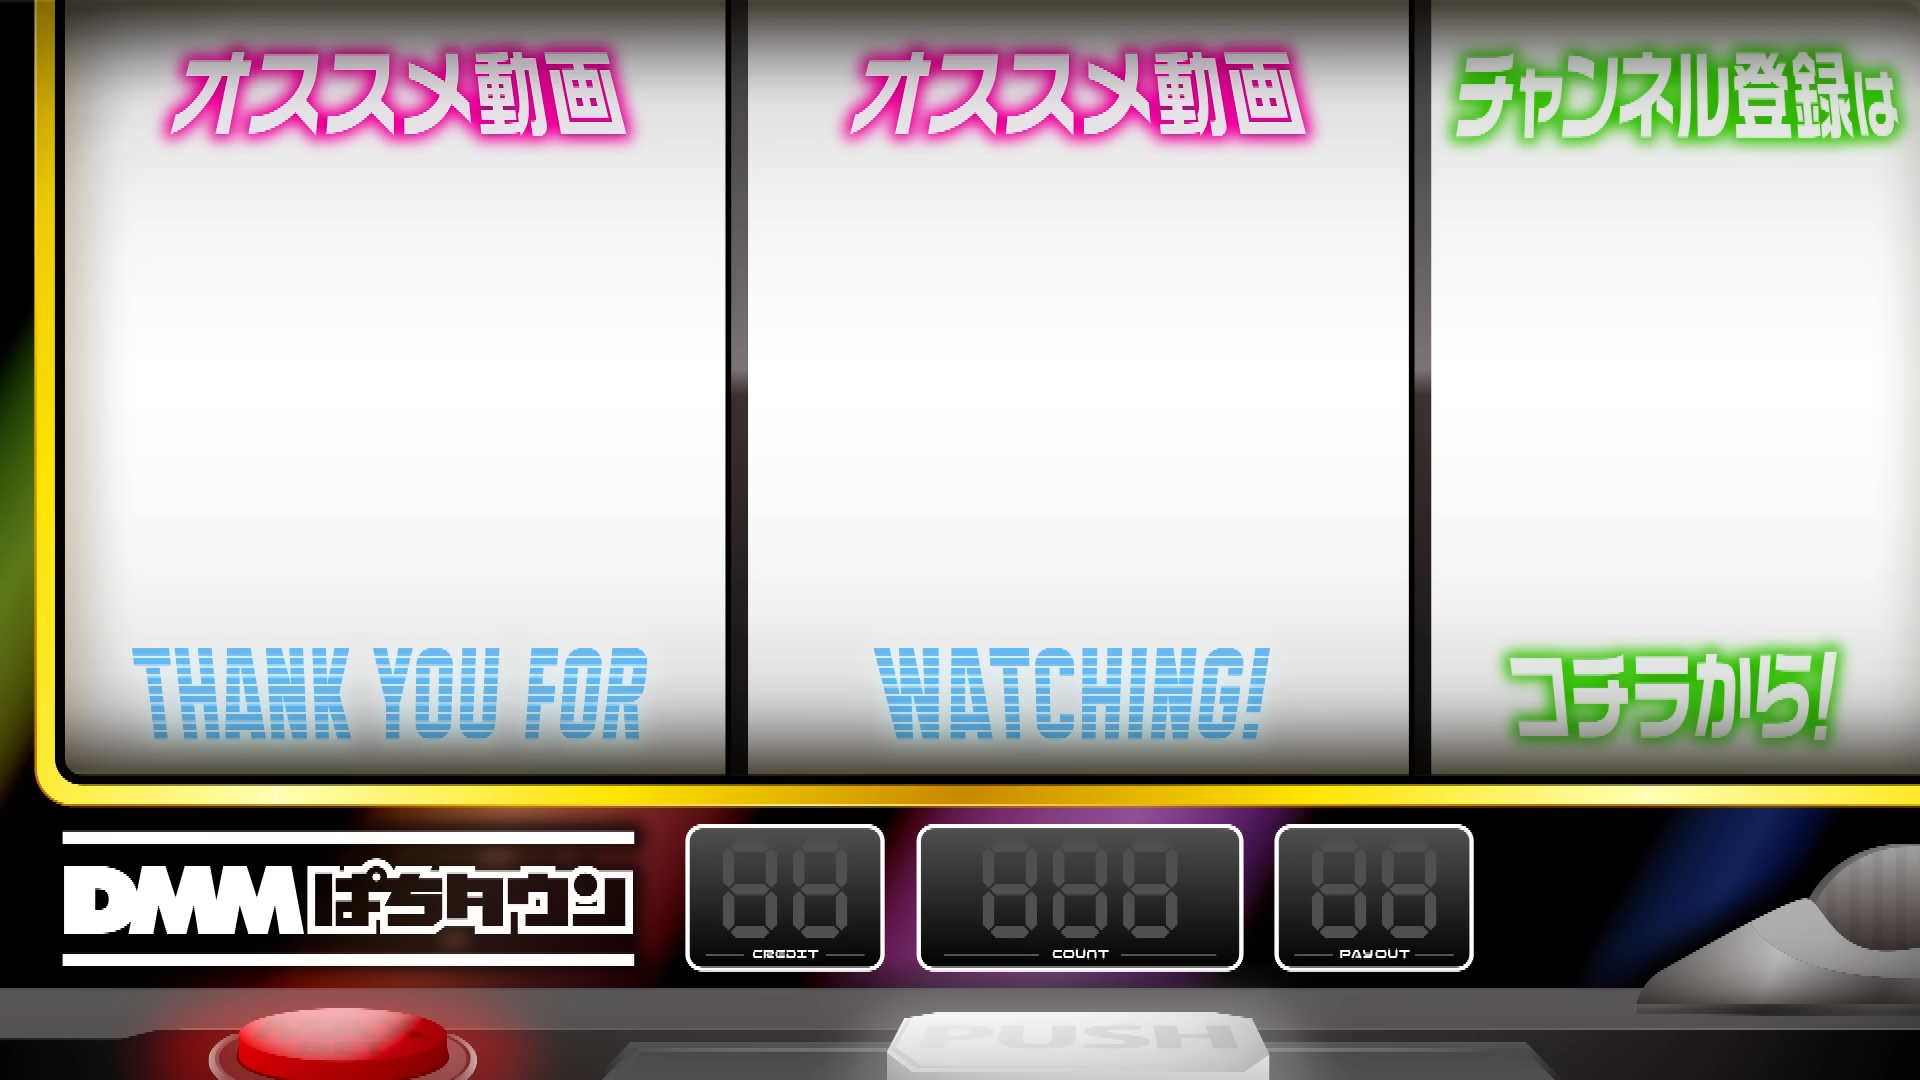 オススメ動画
オススメ動画
チャンネル登録は
THANK YOU FOR
WATCHING!
コチラから!
DMMぱちタウン
CREDIT
COUNT
PAYOUT
PUSH